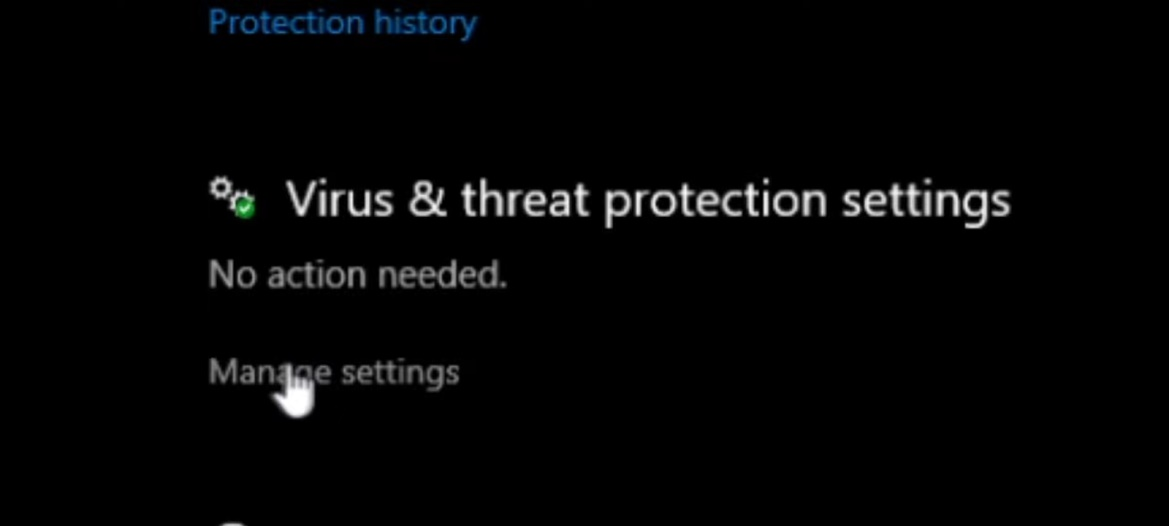 Protection history
Virus & threat protection settings
No action needed.
Manage settings